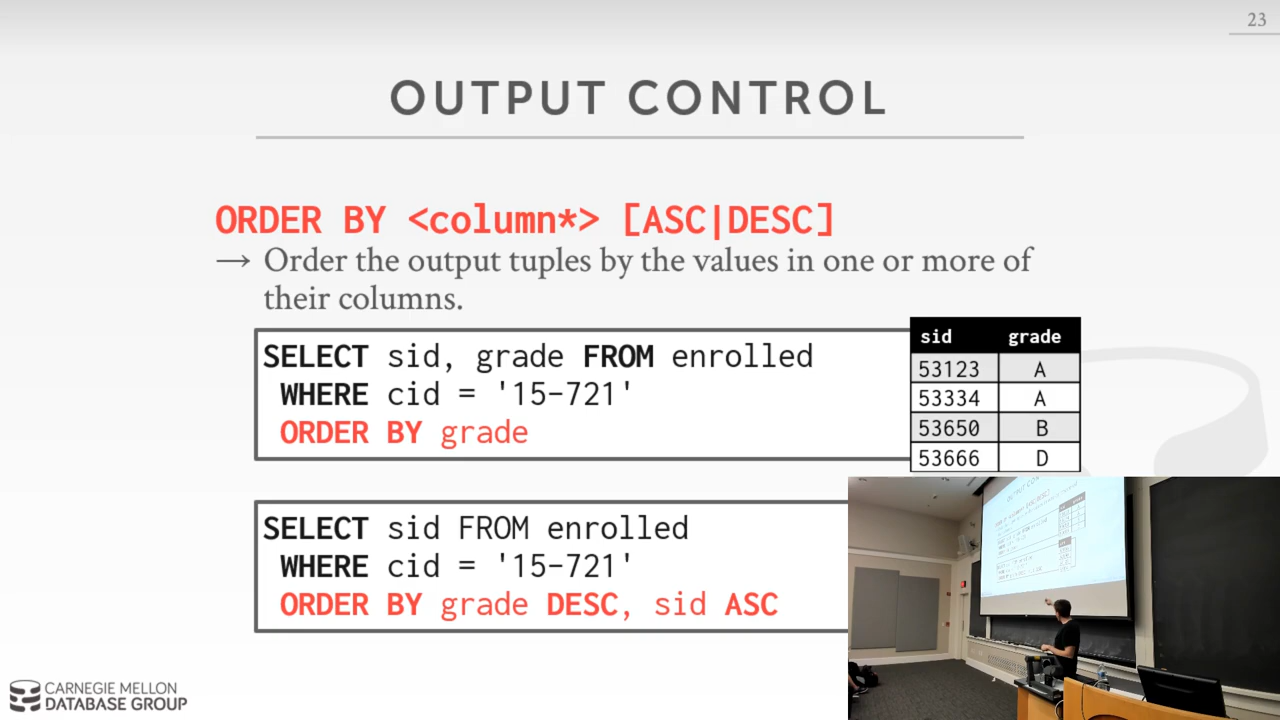 23
OUTPUT CONTROL
ORDER BY <column*> [ASC|DESC]
→ Order the output tuples by the values in one or more of
their columns.
SELECT sid, grade FROM enrolled
WHERE cid = '15-721'
ORDER BY grade
sid grade
53123 A
53334 A
53650 B
53666 D
SELECT sid FROM enrolled
WHERE cid = '15-721'
ORDER BY grade DESC, sid ASC
CARNEGIE MELLON
DATABASE GROUP